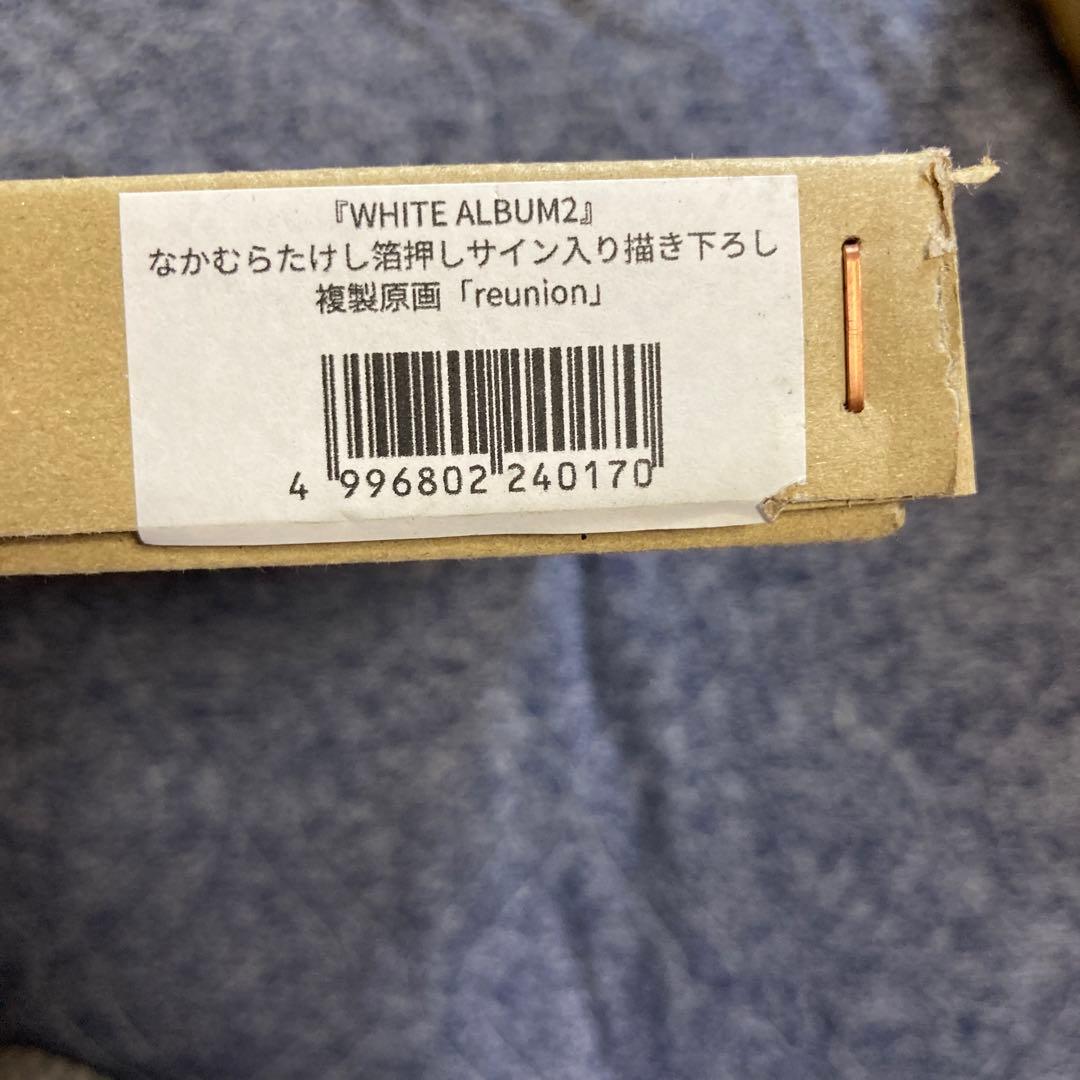 『WHITE ALBUM2』
なかむらたけし箔押しサイン入り描き下ろし
複製原画「reunion」
4 996802 240170